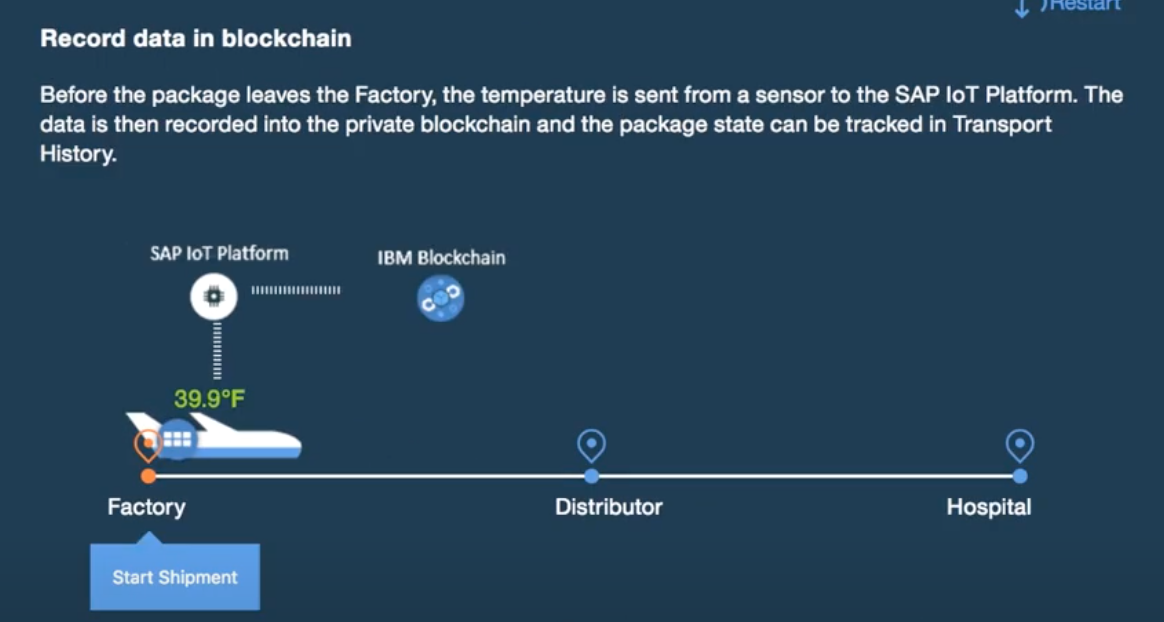 Restart
Record data in blockchain
Before the package leaves the Factory, the temperature is sent from a sensor to the SAP IoT Platform. The
data is then recorded into the private blockchain and the package state can be tracked in Transport
History.
SAP IoT Platform
IBM Blockchain
39.9°F
Factory
Distributor
Hospital
Start Shipment